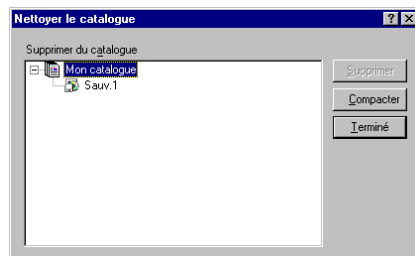 Nettoyer le catalogue
Supprimer du catalogue
Mon catalogue
Sauv.1
Supprimer
Compacter
Terminé